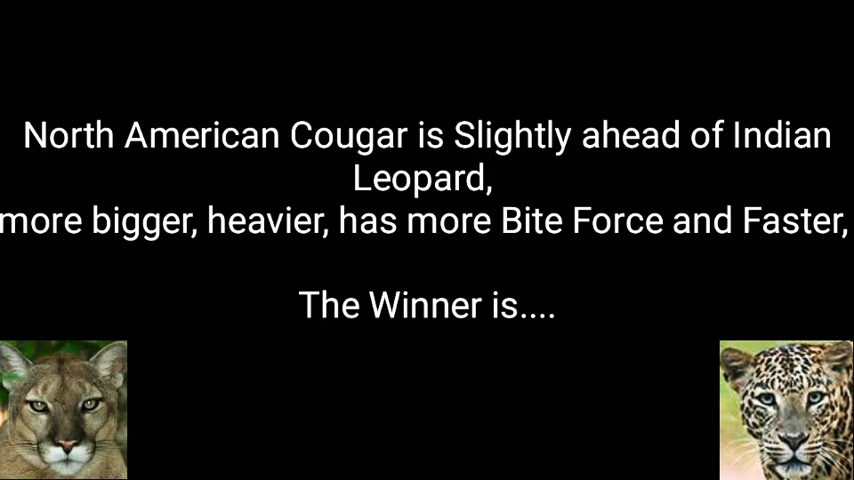 North American Cougar is Slightly ahead of Indian
Leopard,
more bigger, heavier, has more Bite Force and Faster,
The Winner is....